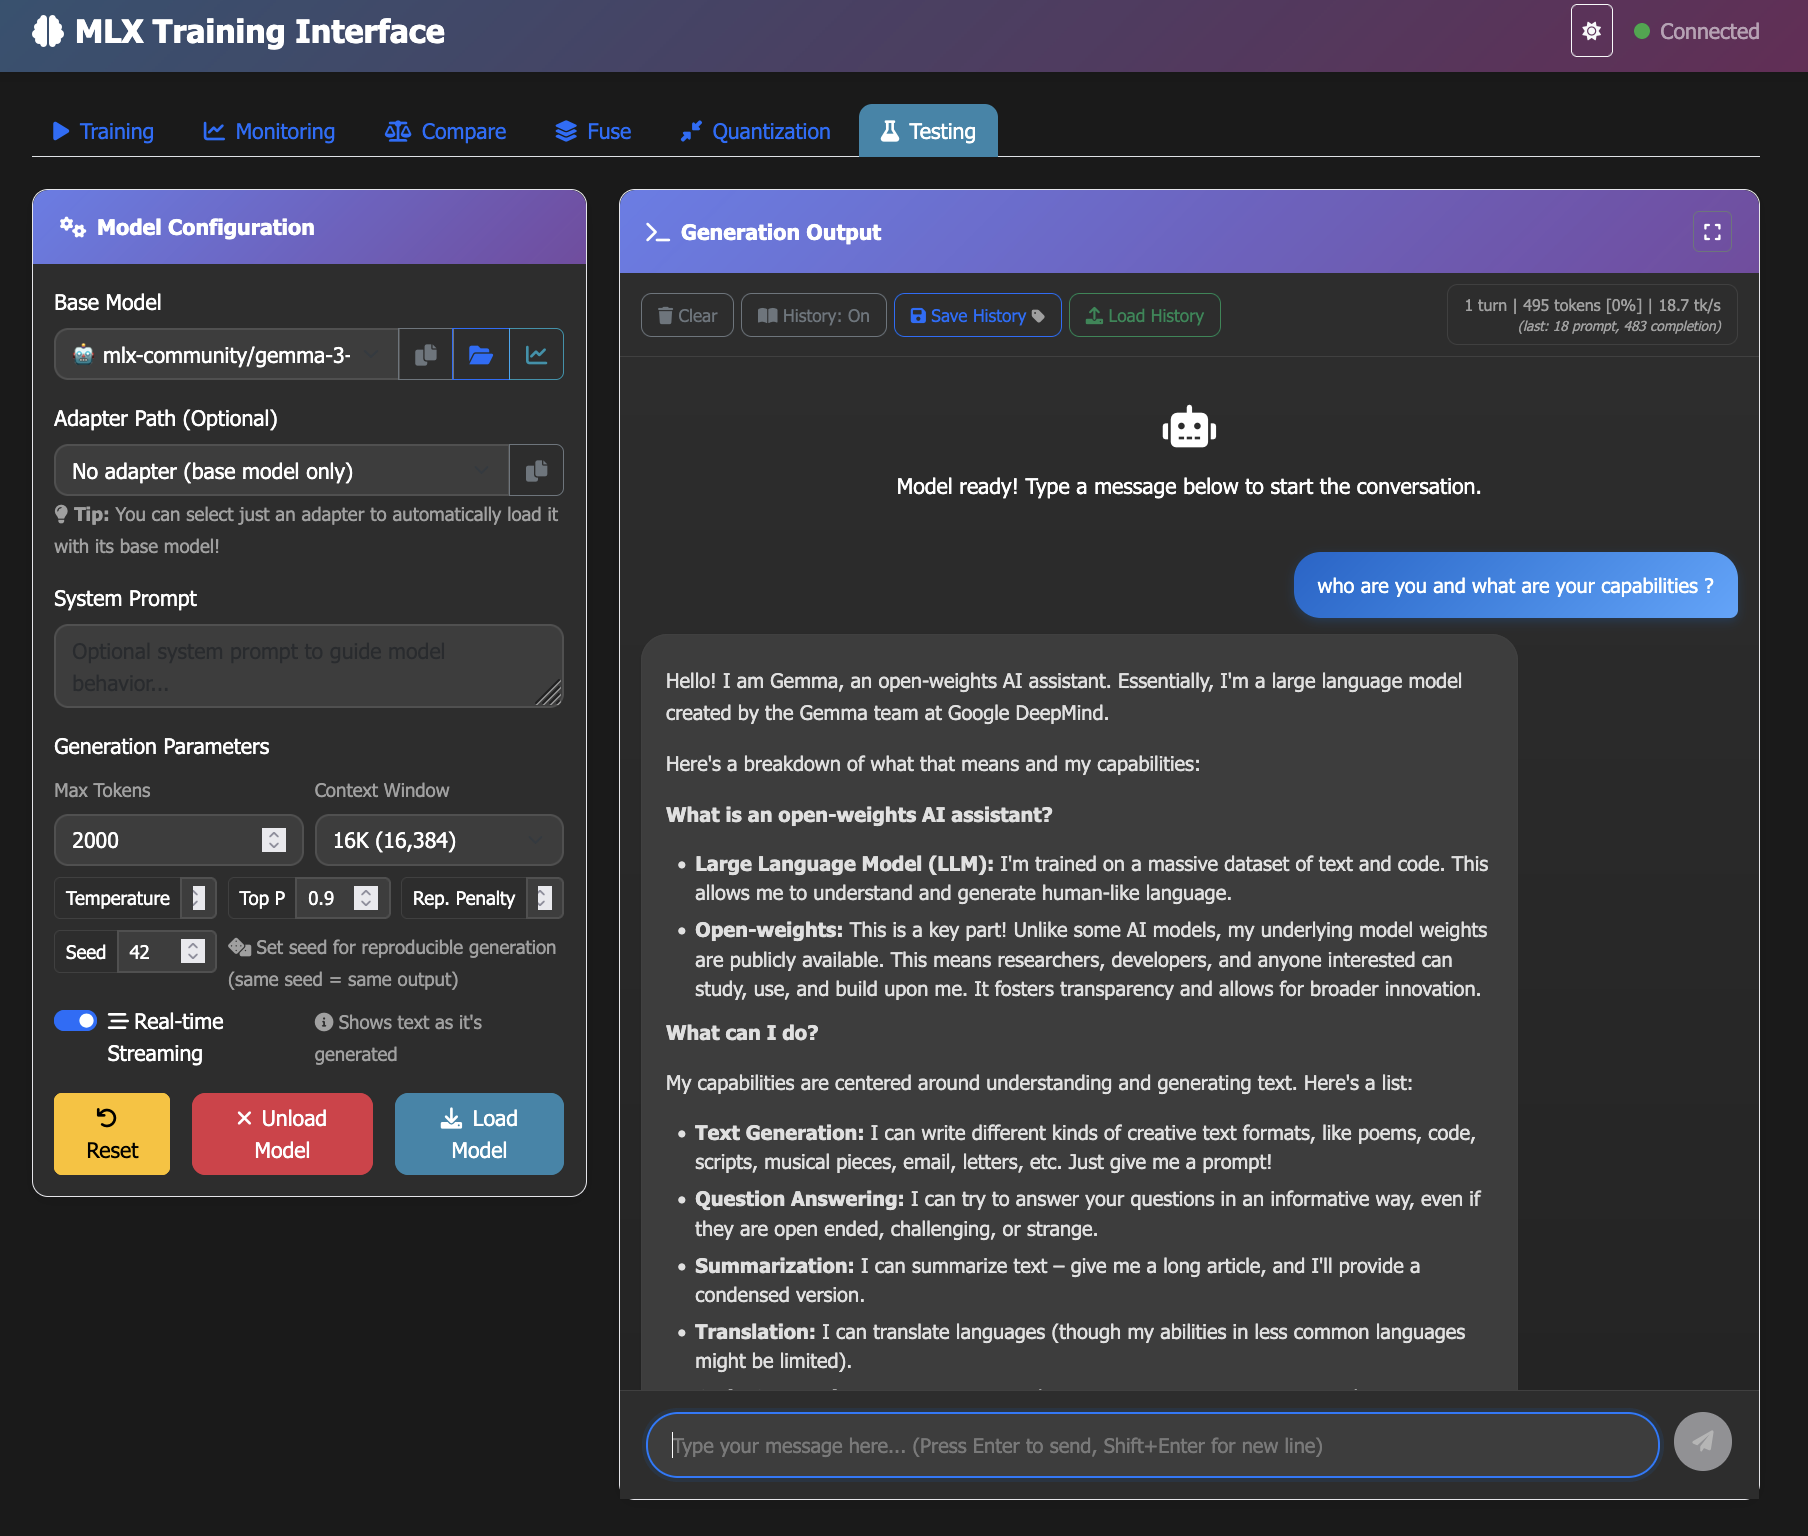 MLX Training Interface
Connected
Training
Monitoring
Compare
Fuse
Quantization
Testing
Model Configuration
Base Model
mlx-community/gemma-3-
Adapter Path (Optional)
No adapter (base model only)
Tip: You can select just an adapter to automatically load it
with its base model!
System Prompt
Optional system prompt to guide model
behavior...
Generation Parameters
Max Tokens
Context Window
2000
16K (16,384)
Temperature
Top P
0.9
Rep. Penalty
Seed
42
Set seed for reproducible generation
(same seed = same output)
Real-time
Streaming
Shows text as it's
generated
Reset
Unload
Model
Load
Model
Generation Output
Clear
History: On
Save History
Load History
1 turn | 495 tokens [0%] | 18.7 tk/s
(last: 18 prompt, 483 completion)
Model ready! Type a message below to start the conversation.
who are you and what are your capabilities ?
Hello! I am Gemma, an open-weights AI assistant. Essentially, I'm a large language model
created by the Gemma team at Google DeepMind.
Here's a breakdown of what that means and my capabilities:
What is an open-weights AI assistant?
• Large Language Model (LLM): I'm trained on a massive dataset of text and code. This
allows me to understand and generate human-like language.
• Open-weights: This is a key part! Unlike some AI models, my underlying model weights
are publicly available. This means researchers, developers, and anyone interested can
study, use, and build upon me. It fosters transparency and allows for broader innovation.
What can I do?
My capabilities are centered around understanding and generating text. Here's a list:
• Text Generation: I can write different kinds of creative text formats, like poems, code,
scripts, musical pieces, email, letters, etc. Just give me a prompt!
• Question Answering: I can try to answer your questions in an informative way, even if
they are open ended, challenging, or strange.
• Summarization: I can summarize text – give me a long article, and I'll provide a
condensed version.
• Translation: I can translate languages (though my abilities in less common languages
might be limited).
Type your message here... (Press Enter to send, Shift+Enter for new line)